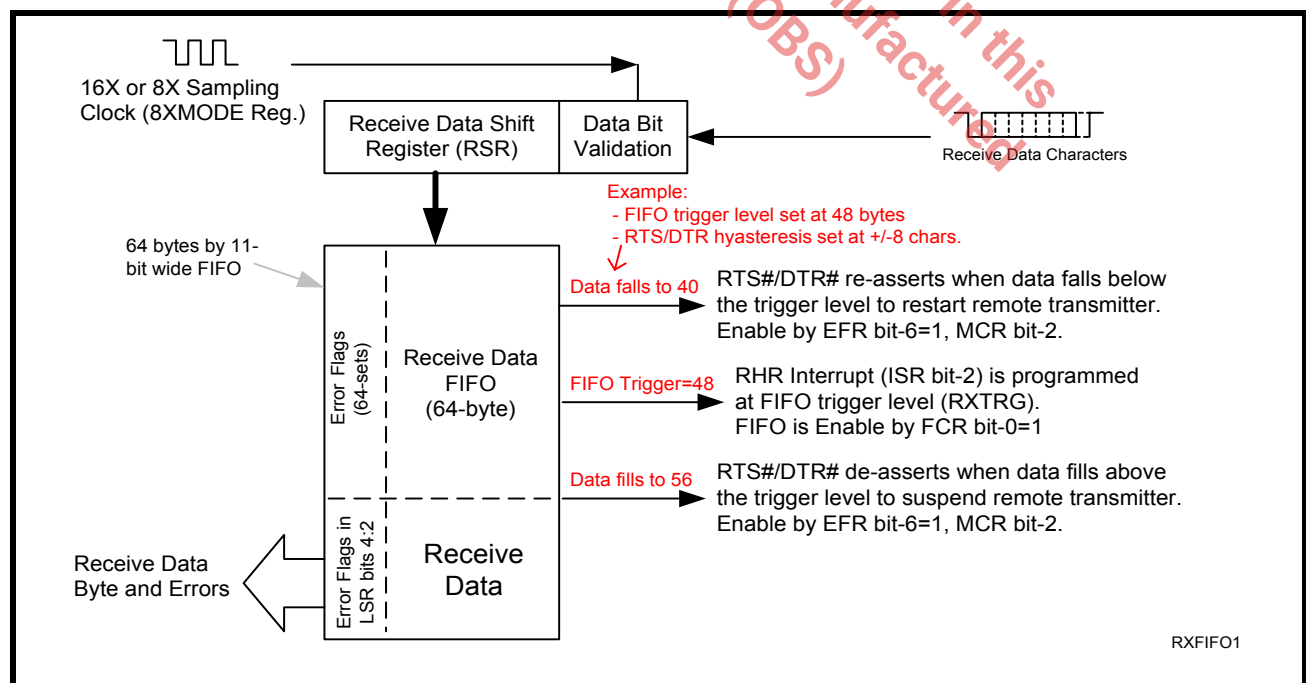 in this
nufactured
(OBS)
16X or 8X Sampling
Clock (8XMODE Reg.)
Receive Data Shift
Register (RSR)
Data Bit
Validation
Receive Data Characters
Example:
- FIFO trigger level set at 48 bytes
- RTS/DTR hyasteresis set at +/-8 chars.
64 bytes by 11-
bit wide FIFO
Data falls to 40
RTS#/DTR# re-asserts when data falls below
the trigger level to restart remote transmitter.
Enable by EFR bit-6=1, MCR bit-2.
Error Flags
(64-sets)
Receive Data
FIFO
(64-byte)
FIFO Trigger=48
RHR Interrupt (ISR bit-2) is programmed
at FIFO trigger level (RXTRG).
FIFO is Enable by FCR bit-0=1
Data fills to 56
RTS#/DTR# de-asserts when data fills above
the trigger level to suspend remote transmitter.
Enable by EFR bit-6=1, MCR bit-2.
Receive Data
Byte and Errors
Error Flags in
LSR bits 4:2
Receive
Data
RXFIFO1